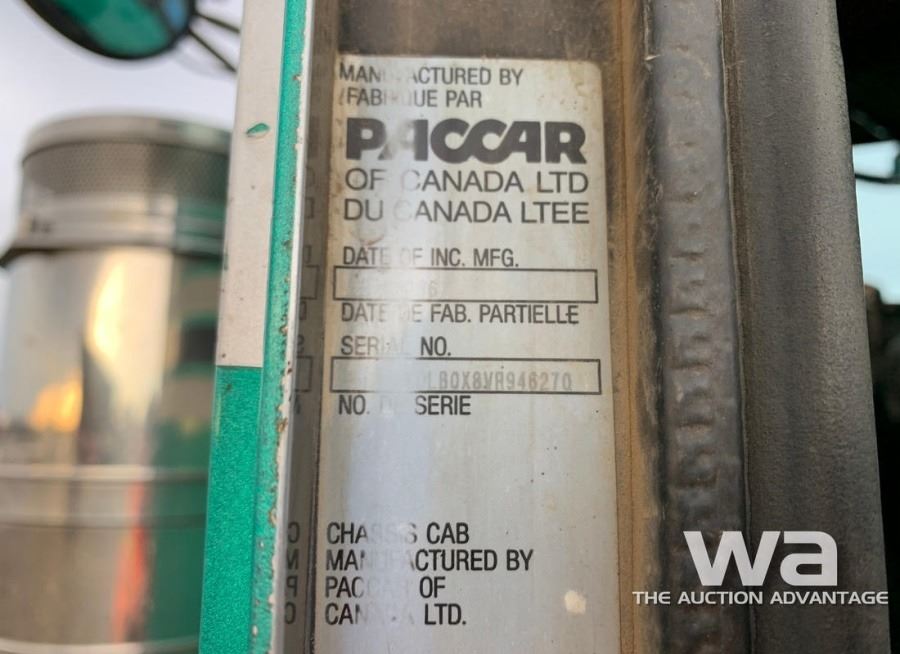 MANUFACTURED BY
/FABRIQUE PAR
PACCAR
OF CANADA LTD
DU CANADA LTEE
DATE OF INC. MFG.
DATE DE FAB. PARTIELLE
SERIAL NO.
NO. DE SERIE
CHASSIS CAB
MANUFACTURED BY
PACCAR OF
CANADA LTD.
wa
THE AUCTION ADVANTAGE